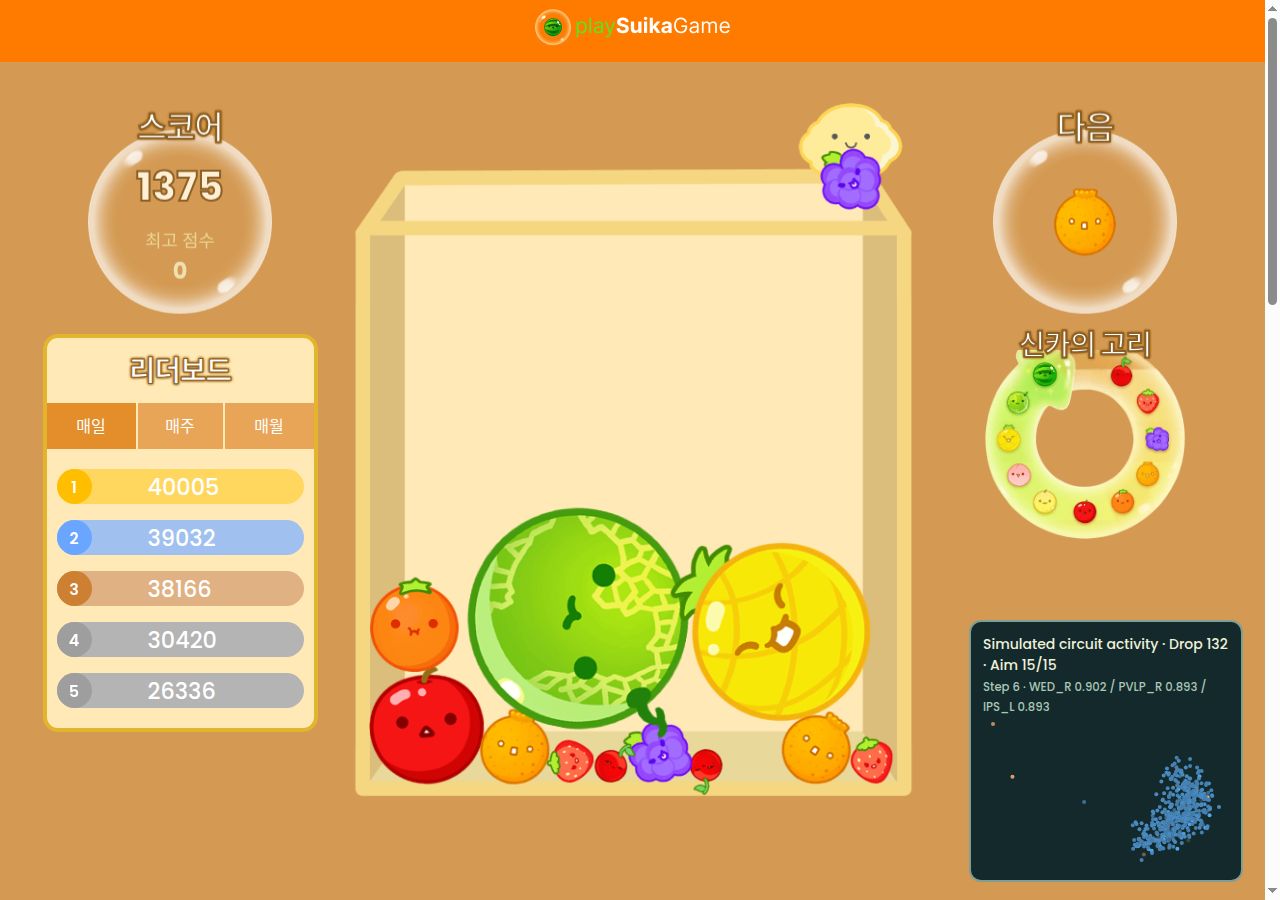 playSuikaGame
스코어
1375
최고 점수
0
다음
신카의 고리
리더보드
매일
매주
매월
1
40005
2
39032
3
38166
4
30420
5
26336
Simulated circuit activity · Drop 132
· Aim 15/15
Step 6 · WED_R 0.902 / PVLP_R 0.893 /
IPS_L 0.893